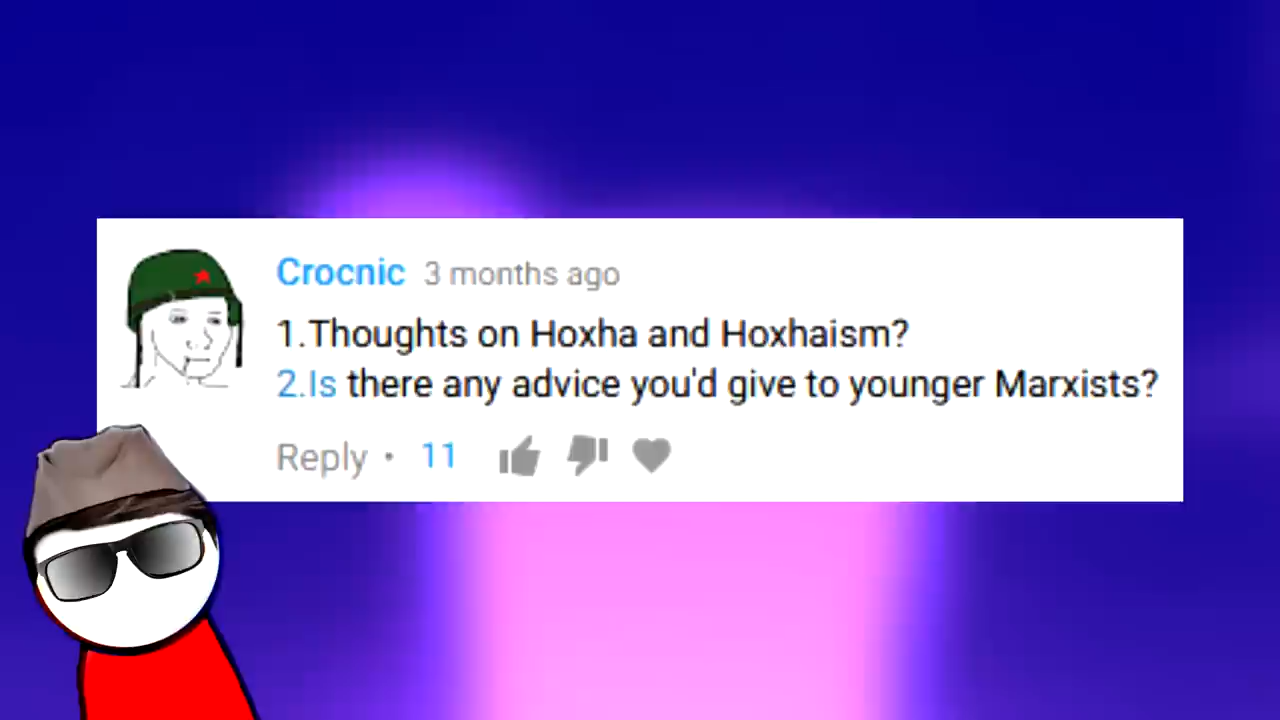 Crocnic 3 months ago
1.Thoughts on Hoxha and Hoxhaism?
2.Is there any advice you'd give to younger Marxists?
Reply • 11